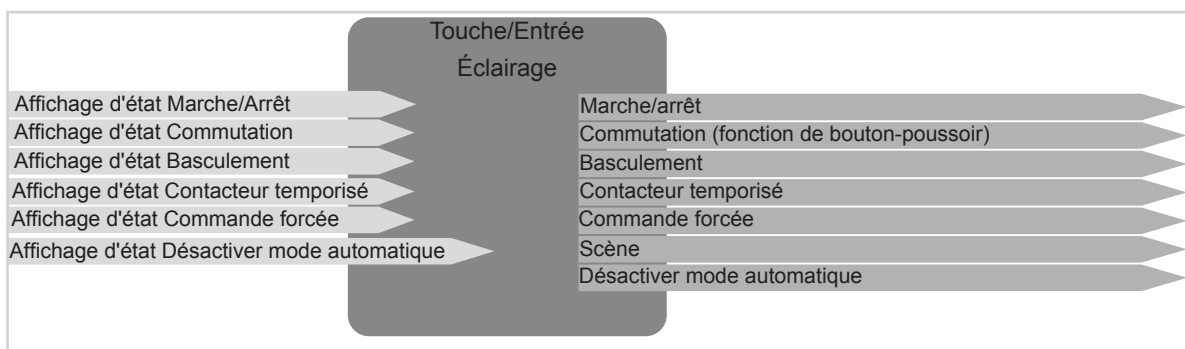 Touche/Entrée
Éclairage
Affichage d'état Marche/Arrêt
Affichage d'état Commutation
Affichage d'état Basculement
Affichage d'état Contacteur temporisé
Affichage d'état Commande forcée
Affichage d'état Désactiver mode automatique
Marche/arrêt
Commutation (fonction de bouton-poussoir)
Basculement
Contacteur temporisé
Commande forcée
Scène
Désactiver mode automatique